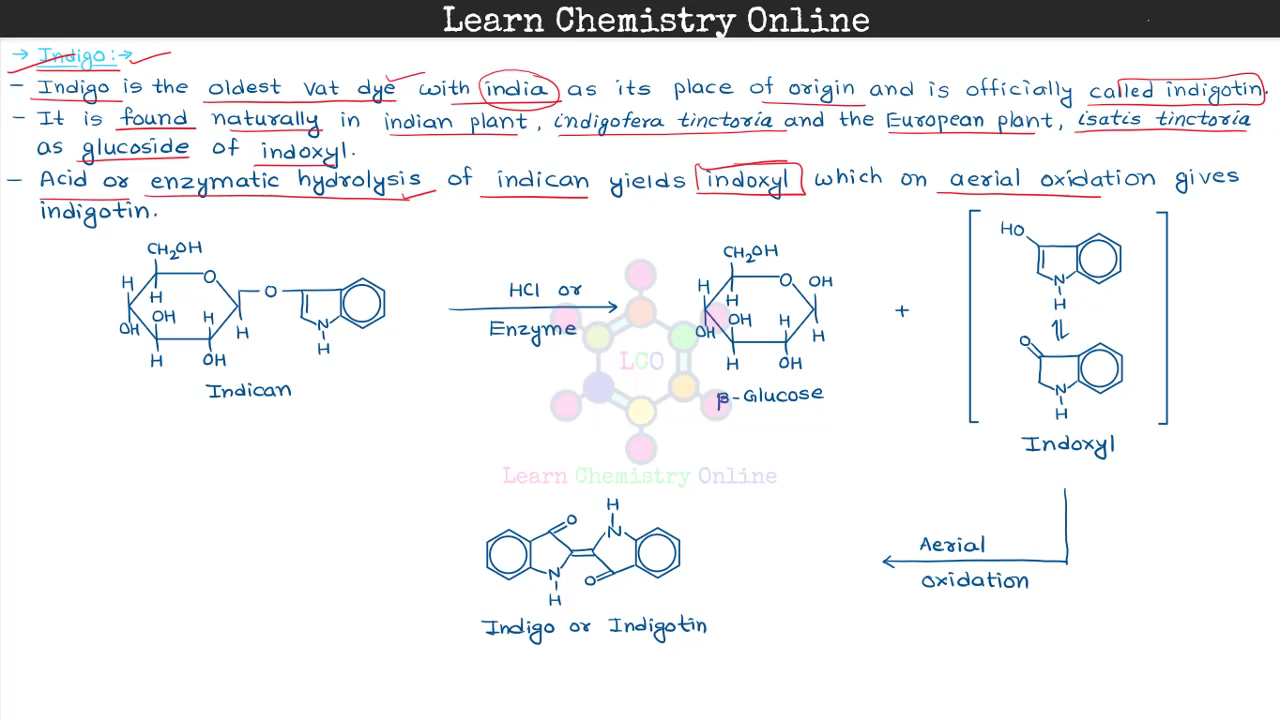 Learn Chemistry Online
→ Indigo:→
- Indigo is the oldest vat dye with india as its place of origin and is officially called indigotin.
- It is found naturally in indian plant, indigofera tinctoria and the European plant, isatis tinctoria
as glucoside of indoxyl.
- Acid or enzymatic hydrolysis of indican yields indoxyl which on aerial oxidation gives
indigotin.
CH2OH
H
O
H
OH
OH
H
H
OH
H
O
N
H
Indican
HCl or
Enzyme
CH2OH
H
O
OH
H
OH
OH
H
H
OH
H
β-Glucose
+
HO
N
H
⇌
O
N
H
Indoxyl
LCO
Learn Chemistry Online
Aerial
oxidation
O
N
H
H
N
O
Indigo or Indigotin